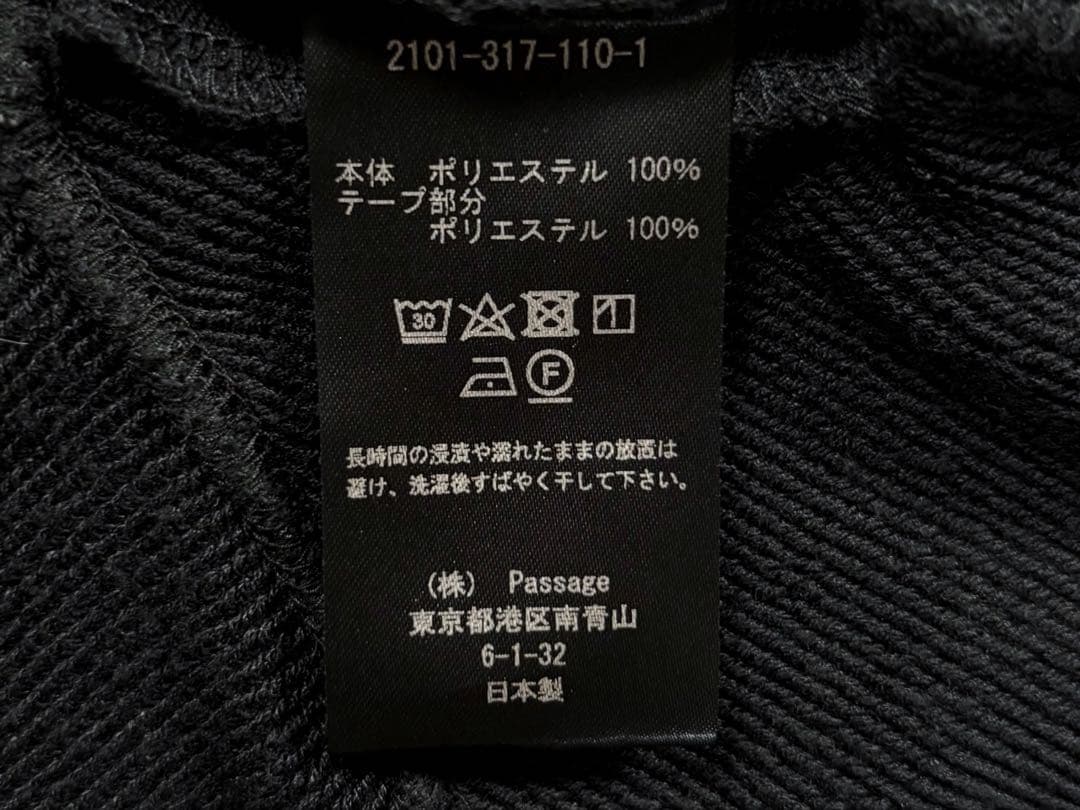 2101-317-110-1
本体　ポリエステル 100%
テープ部分
ポリエステル 100%
30
F
長時間の浸漬や濡れたままの放置は
避け、洗濯後すばやく干して下さい。
(株)　Passage
東京都港区南青山
6-1-32
日本製